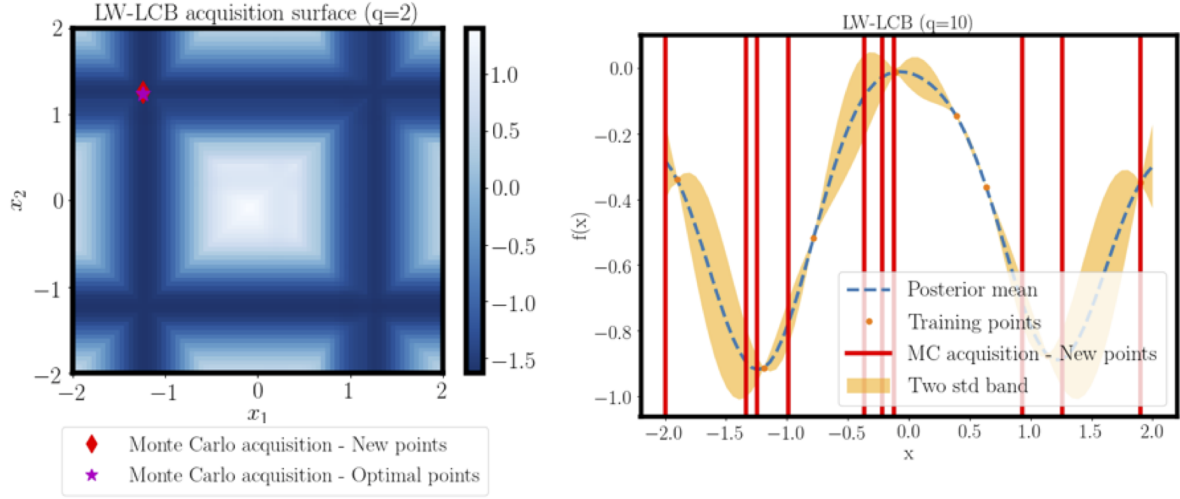 LW-LCB acquisition surface (q=2)
2
1
0
−1
−2
x₂
−2
−1
0
1
2
x₁
1.0
0.5
0.0
−0.5
−1.0
−1.5
Monte Carlo acquisition - New points
Monte Carlo acquisition - Optimal points
LW-LCB (q=10)
0.0
−0.2
−0.4
−0.6
−0.8
−1.0
f(x)
−2.0
−1.5
−1.0
−0.5
0.0
0.5
1.0
1.5
2.0
x
Posterior mean
Training points
MC acquisition - New points
Two std band